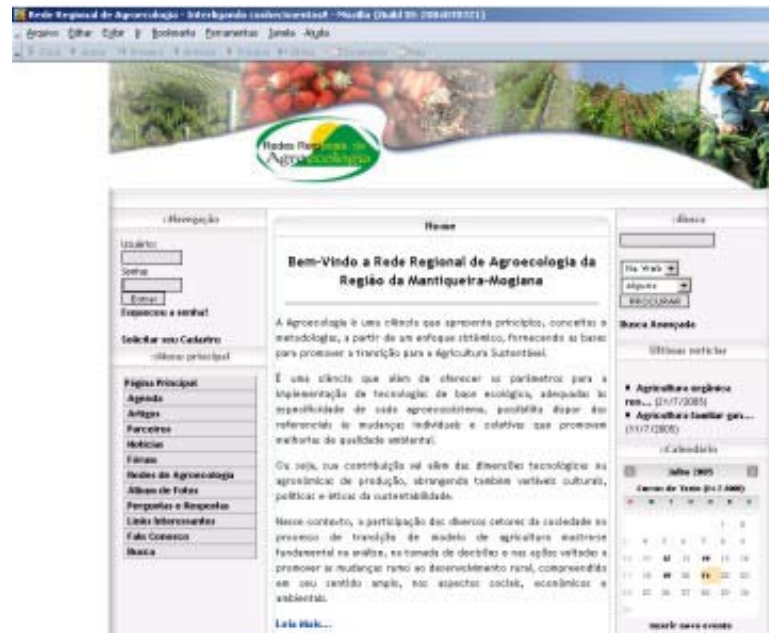 Rede Regional de Agroecologia - Interligando conhecimentos!! - Mozilla {Build ID:
Arquivo Editar Exibir Ir Bookmarks Ferramentas Janela Ajuda
Redes Regionais de
Agroecologia
Navegação
Usuário:
Senha:
Entrar
Esqueceu a senha?
Solicitar seu Cadastro
Menu principal
Página Principal
Agenda
Artigos
Parceiros
Notícias
Fórum
Redes de Agroecologia
Álbum de Fotos
Perguntas e Respostas
Links Interessantes
Fale Conosco
Busca
Home
Bem-Vindo a Rede Regional de Agroecologia da
Região da Mantiqueira-Mogiana
A Agroecologia é uma ciência que apresenta princípios, conceitos e
metodologias, a partir de um enfoque sistêmico, fornecendo as bases
para promover a transição para a Agricultura Sustentável.
É uma ciência que além de oferecer os parâmetros para a
implementação de tecnologias de base ecológica, adequadas às
especificidade de cada agroecossistema, possibilita dispor dos
referenciais às mudanças individuais e coletivas que promovem
melhorias da qualidade ambiental.
Ou seja, sua contribuição vai além das dimensões tecnológicas ou
agronômicas de produção, abrangendo também variáveis culturais,
políticas e éticas da sustentabilidade.
Nesse contexto, a participação dos diversos setores da sociedade no
processo de transição de modelo de agricultura mostra-se
fundamental na análise, na tomada de decisões e nas ações voltadas a
promover as mudanças rumo ao desenvolvimento rural, compreendido
em seu sentido amplo, nos aspectos sociais, econômicos e
ambientais.
Leia Mais...
Busca
Na Web
Alguns
PROCURAR
Busca Avançada
Últimas notícias
Agricultura orgânica
(21/7/2005)
Agricultura familiar
Calendário
Julho 2005
Inserir novo evento